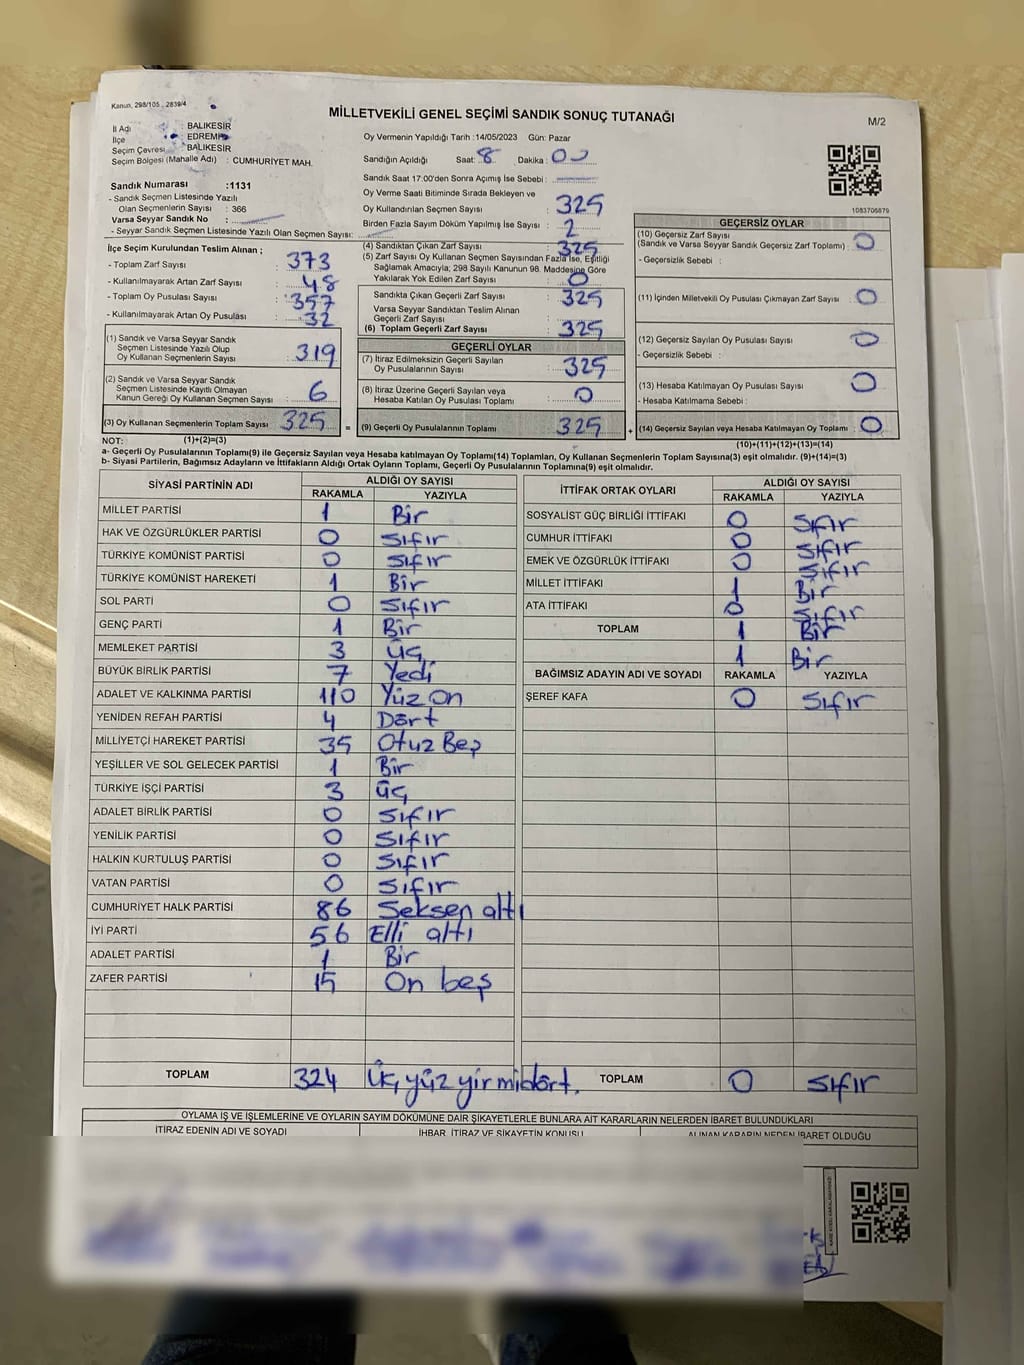 Kanun, 298/105 , 2839/4
MİLLETVEKİLİ GENEL SEÇİMİ SANDIK SONUÇ TUTANAĞI
M/2
İl Adı : BALIKESİR
İlçe : EDREMİT
Seçim Çevresi : BALIKESİR
Seçim Bölgesi (Mahalle Adı) : CUMHURİYET MAH.
Oy Vermenin Yapıldığı Tarih : 14/05/2023 Gün: Pazar
Sandığın Açıldığı Saat: 8 Dakika : 00
Sandık Saat 17:00'den Sonra Açılmış İse Sebebi :
Sandık Numarası :1131
- Sandık Seçmen Listesinde Yazılı
Olan Seçmenlerin Sayısı : 366
Varsa Seyyar Sandık No :
- Seyyar Sandık Seçmen Listesinde Yazılı Olan Seçmen Sayısı:
Oy Verme Saati Bitiminde Sırada Bekleyen ve
Oy Kullandırılan Seçmen Sayısı : 325
Birden Fazla Sayım Döküm Yapılmış İse Sayısı : 2
1083706879
İlçe Seçim Kurulundan Teslim Alınan ;
- Toplam Zarf Sayısı : 373
- Kullanılmayarak Artan Zarf Sayısı : 48
- Toplam Oy Pusulası Sayısı : 357
- Kullanılmayarak Artan Oy Pusulası : 32
(1) Sandık ve Varsa Seyyar Sandık
Seçmen Listesinde Yazılı Olup
Oy Kullanan Seçmenlerin Sayısı : 319
(2) Sandık ve Varsa Seyyar Sandık
Seçmen Listesinde Kayıtlı Olmayan
Kanun Gereği Oy Kullanan Seçmen Sayısı : 6
(3) Oy Kullanan Seçmenlerin Toplam Sayısı : 325 =
(4) Sandıktan Çıkan Zarf Sayısı : 325
(5) Zarf Sayısı Oy Kullanan Seçmen Sayısından Fazla İse, Eşitliği
Sağlamak Amacıyla; 298 Sayılı Kanunun 98. Maddesine Göre
Yakılarak Yok Edilen Zarf Sayısı : 0
Sandıkta Çıkan Geçerli Zarf Sayısı : 325
Varsa Seyyar Sandıktan Teslim Alınan
Geçerli Zarf Sayısı :
(6) Toplam Geçerli Zarf Sayısı : 325
GEÇERLİ OYLAR
(7) İtiraz Edilmeksizin Geçerli Sayılan
Oy Pusulalarının Sayısı : 325
(8) İtiraz Üzerine Geçerli Sayılan veya
Hesaba Katılan Oy Pusulası Toplamı : 0
(9) Geçerli Oy Pusulalarının Toplamı : 325 +
GEÇERSİZ OYLAR
(10) Geçersiz Zarf Sayısı
(Sandık ve Varsa Seyyar Sandık Geçersiz Zarf Toplamı) : 0
- Geçersizlik Sebebi :
(11) İçinden Milletvekili Oy Pusulası Çıkmayan Zarf Sayısı : 0
(12) Geçersiz Sayılan Oy Pusulası Sayısı : 0
- Geçersizlik Sebebi :
(13) Hesaba Katılmayan Oy Pusulası Sayısı : 0
- Hesaba Katılmama Sebebi :
(14) Geçersiz Sayılan veya Hesaba Katılmayan Oy Toplamı : 0
NOT: (1)+(2)=(3)
(10)+(11)+(12)+(13)=(14)
a- Geçerli Oy Pusulalarının Toplamı(9) ile Geçersiz Sayılan veya Hesaba Katılmayan Oy Toplamı(14) Toplamları, Oy Kullanan Seçmenlerin Toplam Sayısına(3) eşit olmalıdır. (9)+(14)=(3)
b- Siyasi Partilerin, Bağımsız Adayların ve İttifakların Aldığı Ortak Oyların Toplamı, Geçerli Oy Pusulalarının Toplamına(9) eşit olmalıdır.
SİYASİ PARTİNİN ADI ALDIĞI OY SAYISI
RAKAMLA YAZIYLA
MİLLET PARTİSİ 1 Bir
HAK VE ÖZGÜRLÜKLER PARTİSİ 0 Sıfır
TÜRKİYE KOMÜNİST PARTİSİ 0 Sıfır
TÜRKİYE KOMÜNİST HAREKETİ 1 Bir
SOL PARTİ 0 Sıfır
GENÇ PARTİ 1 Bir
MEMLEKET PARTİSİ 3 üç
BÜYÜK BİRLİK PARTİSİ 7 Yedi
ADALET VE KALKINMA PARTİSİ 110 Yüz on
YENİDEN REFAH PARTİSİ 4 Dört
MİLLİYETÇİ HAREKET PARTİSİ 35 Otuz Beş
YEŞİLLER VE SOL GELECEK PARTİSİ 1 Bir
TÜRKİYE İŞÇİ PARTİSİ 3 üç
ADALET BİRLİK PARTİSİ 0 Sıfır
YENİLİK PARTİSİ 0 Sıfır
HALKIN KURTULUŞ PARTİSİ 0 Sıfır
VATAN PARTİSİ 0 Sıfır
CUMHURİYET HALK PARTİSİ 86 Seksen altı
İYİ PARTİ 56 Elli altı
ADALET PARTİSİ 1 Bir
ZAFER PARTİSİ 15 On beş
TOPLAM 324 Üç yüz yirmi dört.
İTTİFAK ORTAK OYLARI ALDIĞI OY SAYISI
RAKAMLA YAZIYLA
SOSYALİST GÜÇ BİRLİĞİ İTTİFAKI 0 Sıfır
CUMHUR İTTİFAKI 0 Sıfır
EMEK VE ÖZGÜRLÜK İTTİFAKI 0 Sıfır
MİLLET İTTİFAKI 1 Bir
ATA İTTİFAKI 0 Sıfır
TOPLAM 1 Bir
1 Bir
BAĞIMSIZ ADAYIN ADI VE SOYADI RAKAMLA YAZIYLA
ŞEREF KAFA 0 Sıfır
TOPLAM 0 Sıfır
OYLAMA İŞ VE İŞLEMLERİNE VE OYLARIN SAYIM DÖKÜMÜNE DAİR ŞİKAYETLERLE BUNLARA AİT KARARLARIN NELERDEN İBARET BULUNDUKLARI
İTİRAZ EDENİN ADI VE SOYADI İHBAR, İTİRAZ VE ŞİKAYETİN KONUSU ALINAN KARARIN NEDEN İBARET OLDUĞU